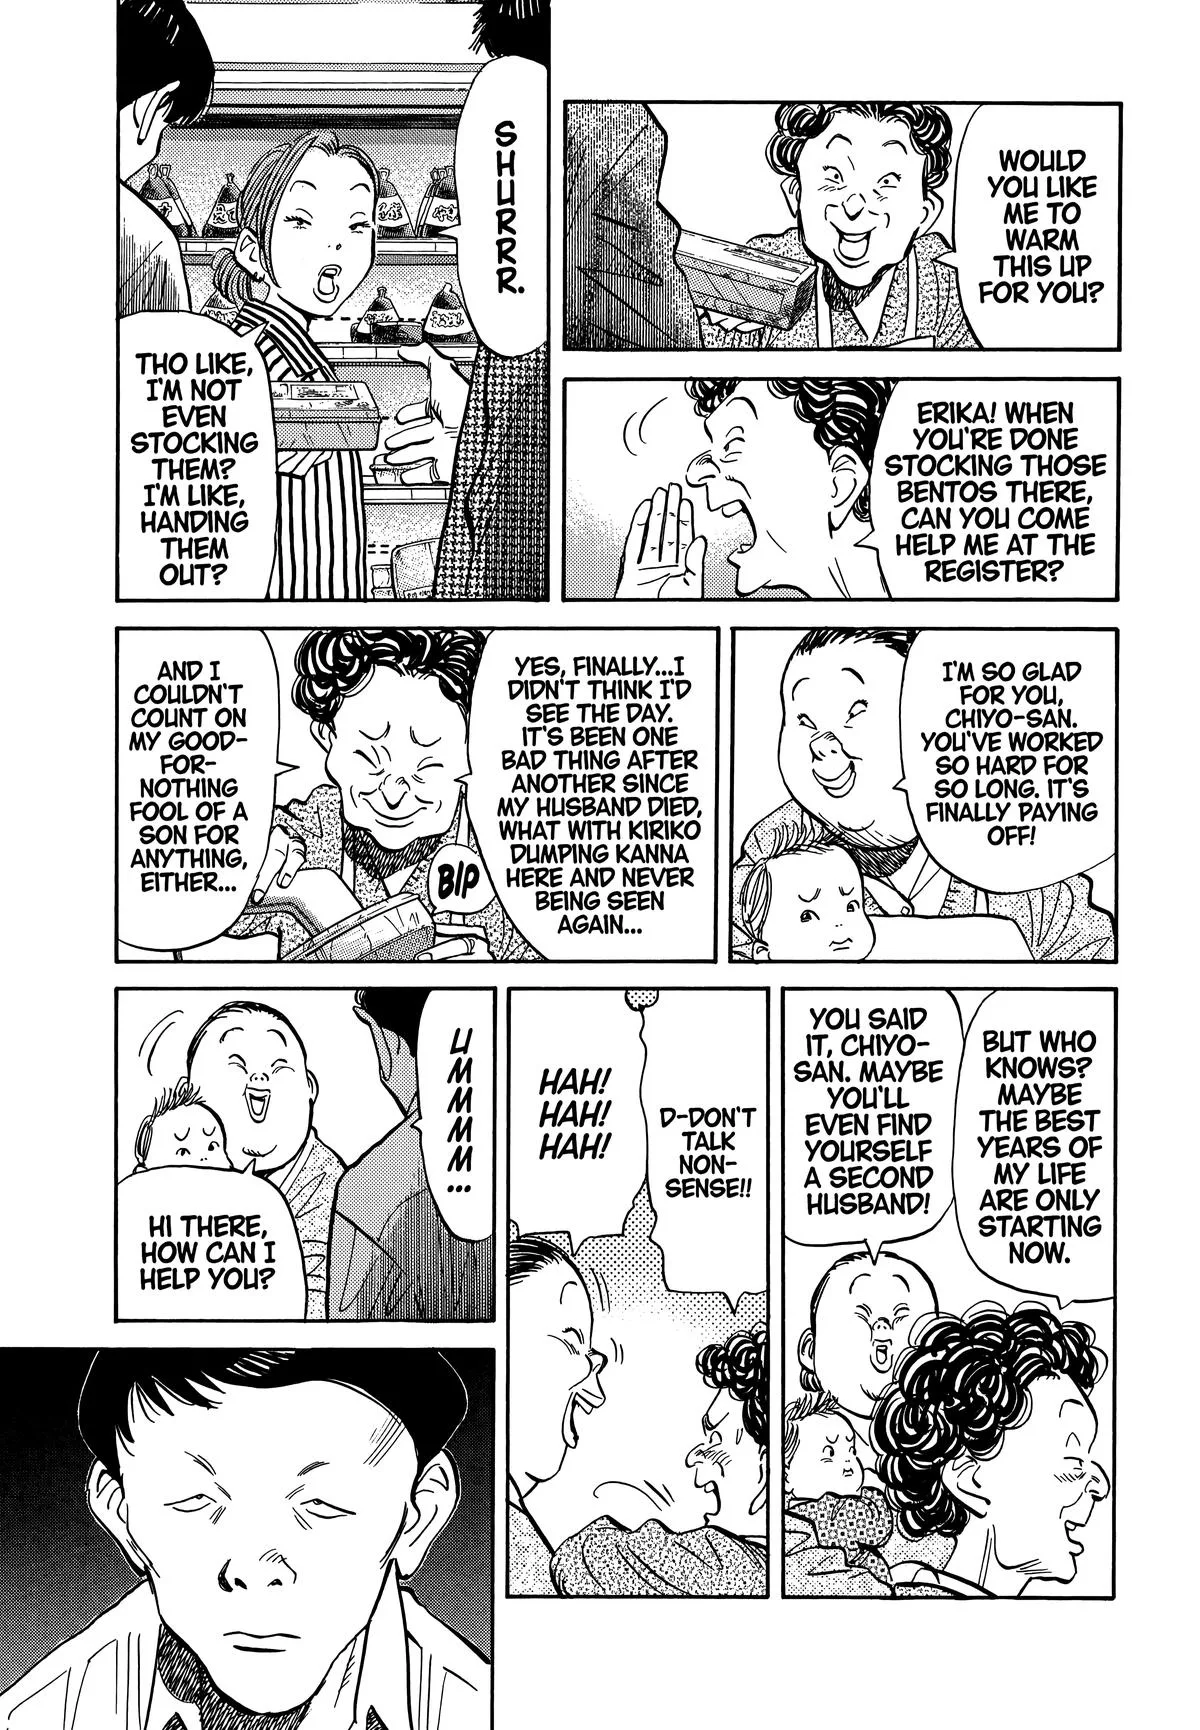 WOULD
YOU LIKE
ME TO
WARM
THIS UP
FOR YOU?
ERIKA! WHEN
YOU'RE DONE
STOCKING THOSE
BENTOS THERE,
CAN YOU COME
HELP ME AT THE
REGISTER?
SHURRR.
THO LIKE,
I'M NOT
EVEN
STOCKING
THEM?
I'M LIKE,
HANDING
THEM
OUT?
I'M SO GLAD
FOR YOU,
CHIYO-SAN.
YOU'VE WORKED
SO HARD FOR
SO LONG. IT'S
FINALLY PAYING
OFF!
YES, FINALLY...I
DIDN'T THINK I'D
SEE THE DAY.
IT'S BEEN ONE
BAD THING AFTER
ANOTHER SINCE
MY HUSBAND DIED,
WHAT WITH KIRIKO
DUMPING KANNA
HERE AND NEVER
BEING SEEN
AGAIN...
BIP
AND I
COULDN'T
COUNT ON
MY GOOD-
FOR-
NOTHING
FOOL OF A
SON FOR
ANYTHING,
EITHER...
BUT WHO
KNOWS?
MAYBE
THE BEST
YEARS OF
MY LIFE
ARE ONLY
STARTING
NOW.
YOU SAID
IT, CHIYO-
SAN. MAYBE
YOU'LL
EVEN FIND
YOURSELF
A SECOND
HUSBAND!
D-DON'T
TALK
NON-
SENSE!!
HAH!
HAH!
HAH!
UMMMM...
HI THERE,
HOW CAN I
HELP YOU?